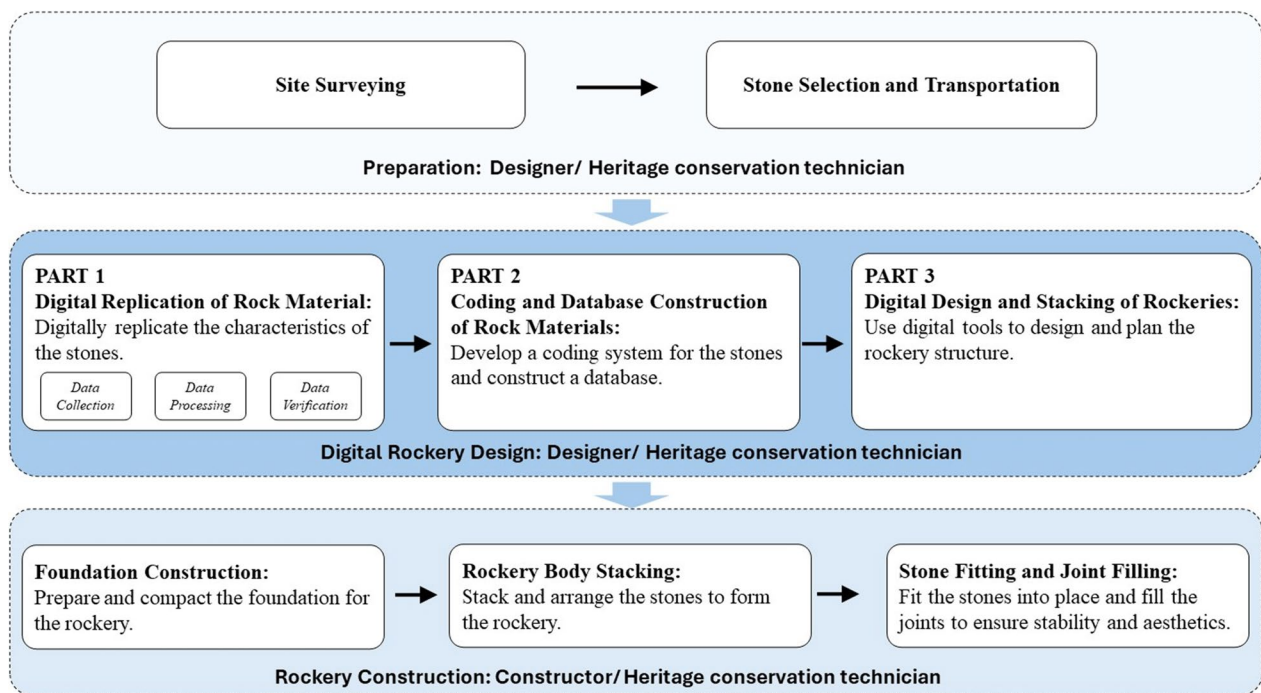 Site Surveying
Stone Selection and Transportation
Preparation: Designer/ Heritage conservation technician
PART 1
Digital Replication of Rock Material:
Digitally replicate the characteristics of
the stones.
Data
Collection
Data
Processing
Data
Verification
PART 2
Coding and Database Construction
of Rock Materials:
Develop a coding system for the stones
and construct a database.
PART 3
Digital Design and Stacking of Rockeries:
Use digital tools to design and plan the
rockery structure.
Digital Rockery Design: Designer/ Heritage conservation technician
Foundation Construction:
Prepare and compact the foundation for
the rockery.
Rockery Body Stacking:
Stack and arrange the stones to form
the rockery.
Stone Fitting and Joint Filling:
Fit the stones into place and fill the
joints to ensure stability and aesthetics.
Rockery Construction: Constructor/ Heritage conservation technician